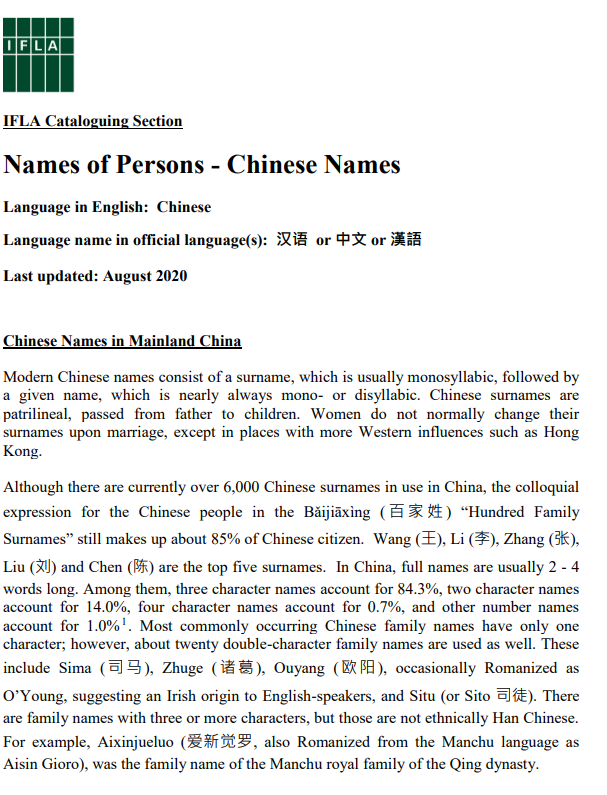 IFLA
IFLA Cataloguing Section
Names of Persons - Chinese Names
Language in English: Chinese
Language name in official language(s): 汉语 or 中文 or 漢語
Last updated: August 2020
Chinese Names in Mainland China
Modern Chinese names consist of a surname, which is usually monosyllabic, followed by
a given name, which is nearly always mono- or disyllabic. Chinese surnames are
patrilineal, passed from father to children. Women do not normally change their
surnames upon marriage, except in places with more Western influences such as Hong
Kong.
Although there are currently over 6,000 Chinese surnames in use in China, the colloquial
expression for the Chinese people in the Bǎijiāxìng (百家姓) “Hundred Family
Surnames” still makes up about 85% of Chinese citizen. Wang (王), Li (李), Zhang (张),
Liu (刘) and Chen (陈) are the top five surnames. In China, full names are usually 2 - 4
words long. Among them, three character names account for 84.3%, two character names
account for 14.0%, four character names account for 0.7%, and other number names
account for 1.0%1. Most commonly occurring Chinese family names have only one
character; however, about twenty double-character family names are used as well. These
include Sima (司马), Zhuge (诸葛), Ouyang (欧阳), occasionally Romanized as
O’Young, suggesting an Irish origin to English-speakers, and Situ (or Sito 司徒). There
are family names with three or more characters, but those are not ethnically Han Chinese.
For example, Aixinjueluo (爱新觉罗, also Romanized from the Manchu language as
Aisin Gioro), was the family name of the Manchu royal family of the Qing dynasty.